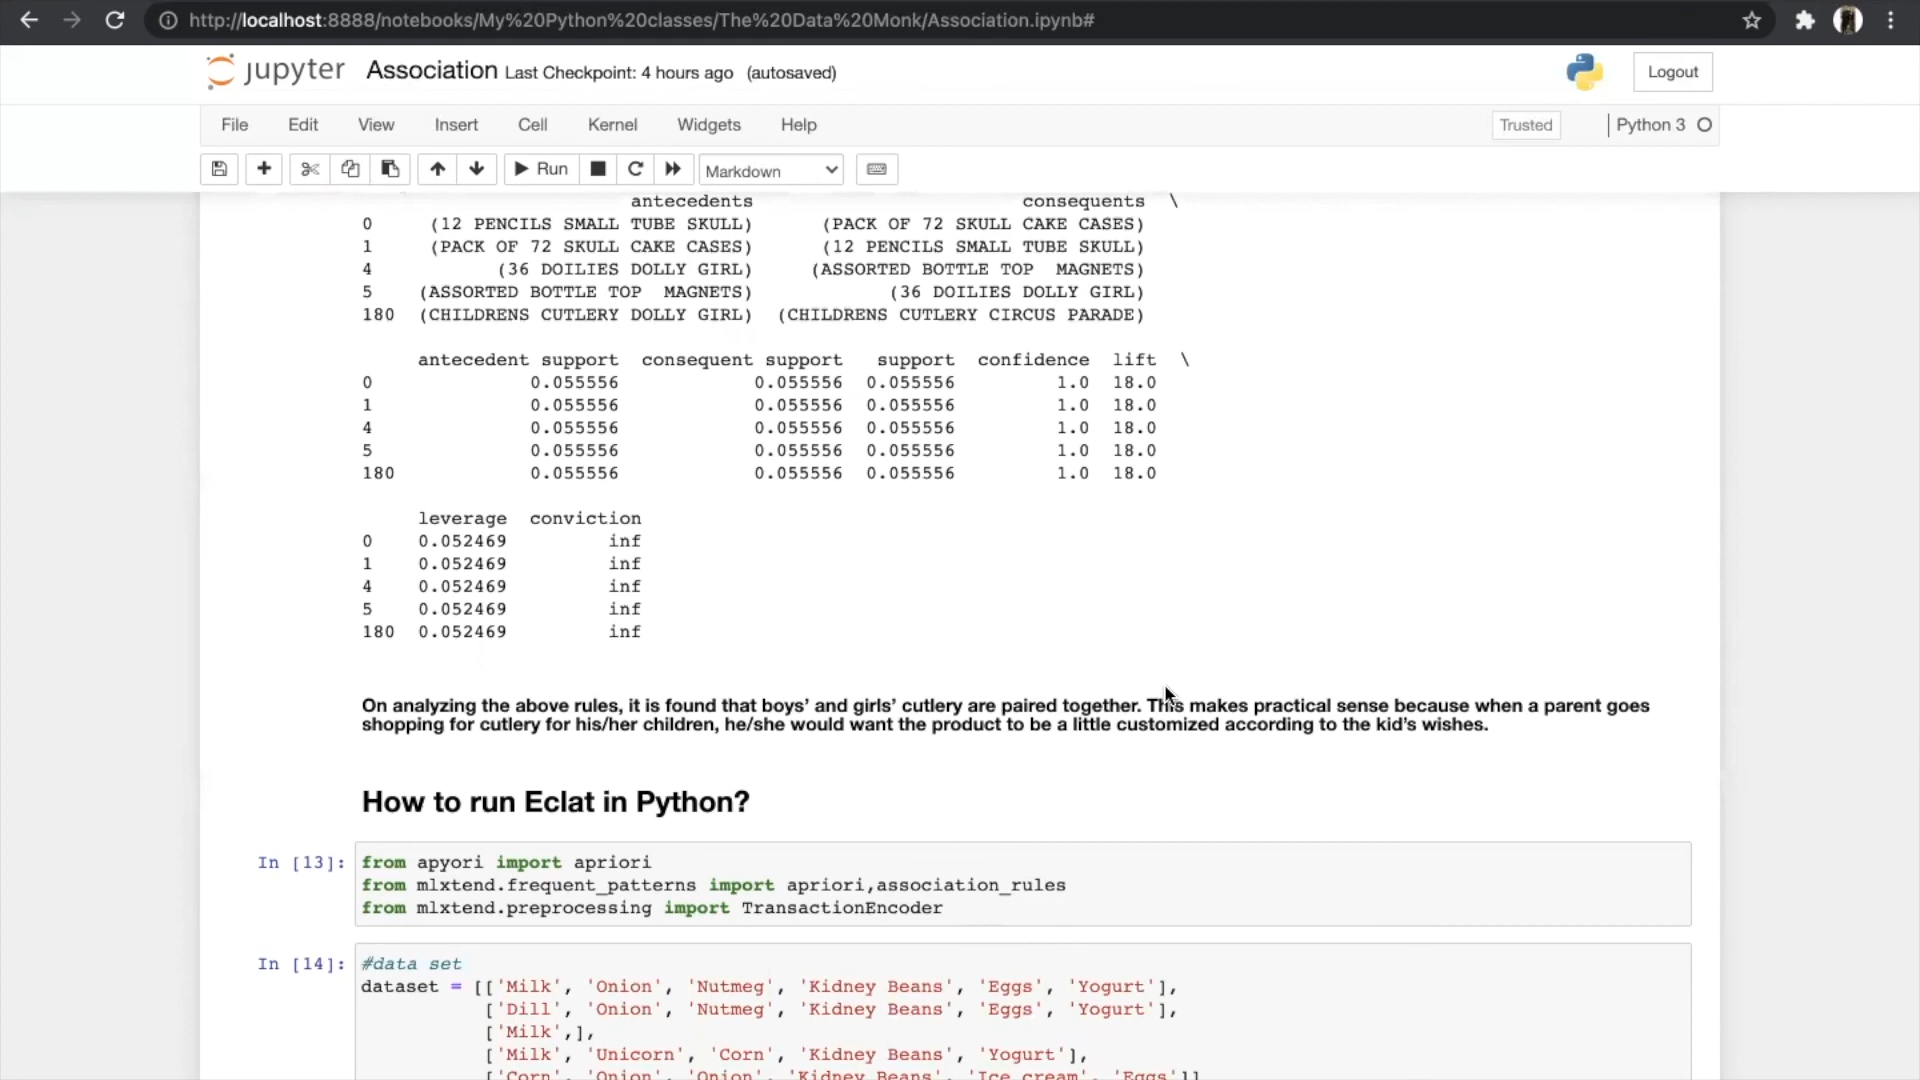 http://localhost:8888/notebooks/My%20Python%20classes/The%20Data%20Monk/Association.ipynb#
jupyter Association Last Checkpoint: 4 hours ago (autosaved) Logout
File Edit View Insert Cell Kernel Widgets Help Trusted Python 3
Run Markdown
antecedents consequents \
0 (12 PENCILS SMALL TUBE SKULL) (PACK OF 72 SKULL CAKE CASES)
1 (PACK OF 72 SKULL CAKE CASES) (12 PENCILS SMALL TUBE SKULL)
4 (36 DOILIES DOLLY GIRL) (ASSORTED BOTTLE TOP  MAGNETS)
5 (ASSORTED BOTTLE TOP  MAGNETS) (36 DOILIES DOLLY GIRL)
180 (CHILDRENS CUTLERY DOLLY GIRL) (CHILDRENS CUTLERY CIRCUS PARADE)
antecedent support consequent support support confidence lift \
0 0.055556 0.055556 0.055556 1.0 18.0
1 0.055556 0.055556 0.055556 1.0 18.0
4 0.055556 0.055556 0.055556 1.0 18.0
5 0.055556 0.055556 0.055556 1.0 18.0
180 0.055556 0.055556 0.055556 1.0 18.0
leverage conviction
0 0.052469 inf
1 0.052469 inf
4 0.052469 inf
5 0.052469 inf
180 0.052469 inf
On analyzing the above rules, it is found that boys’ and girls’ cutlery are paired together. This makes practical sense because when a parent goes
shopping for cutlery for his/her children, he/she would want the product to be a little customized according to the kid’s wishes.
How to run Eclat in Python?
In [13]: from apyori import apriori
from mlxtend.frequent_patterns import apriori,association_rules
from mlxtend.preprocessing import TransactionEncoder
In [14]: #data set
dataset = [['Milk', 'Onion', 'Nutmeg', 'Kidney Beans', 'Eggs', 'Yogurt'],
['Dill', 'Onion', 'Nutmeg', 'Kidney Beans', 'Eggs', 'Yogurt'],
['Milk',],
['Milk', 'Unicorn', 'Corn', 'Kidney Beans', 'Yogurt'],
['Corn', 'Onion', 'Onion', 'Kidney Beans', 'Ice cream', 'Eggs']]